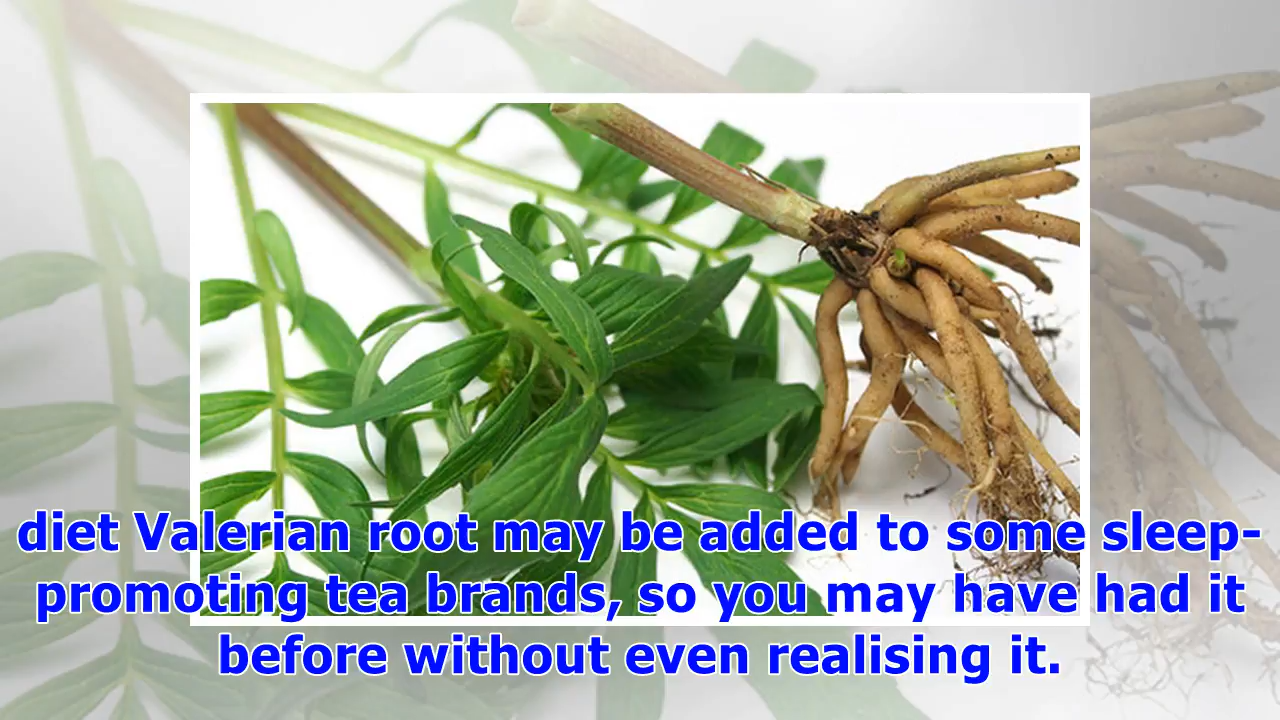 diet Valerian root may be added to some sleep-
promoting tea brands, so you may have had it
before without even realising it.